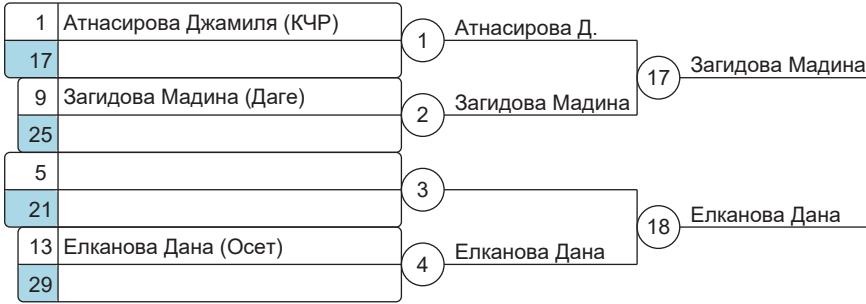 1 Атнасирова Джамиля (КЧР)
17
1 Атнасирова Д.
9 Загидова Мадина (Даге)
25
2 Загидова Мадина
17 Загидова Мадина
5
21
3
13 Елканова Дана (Осет)
29
4 Елканова Дана
18 Елканова Дана